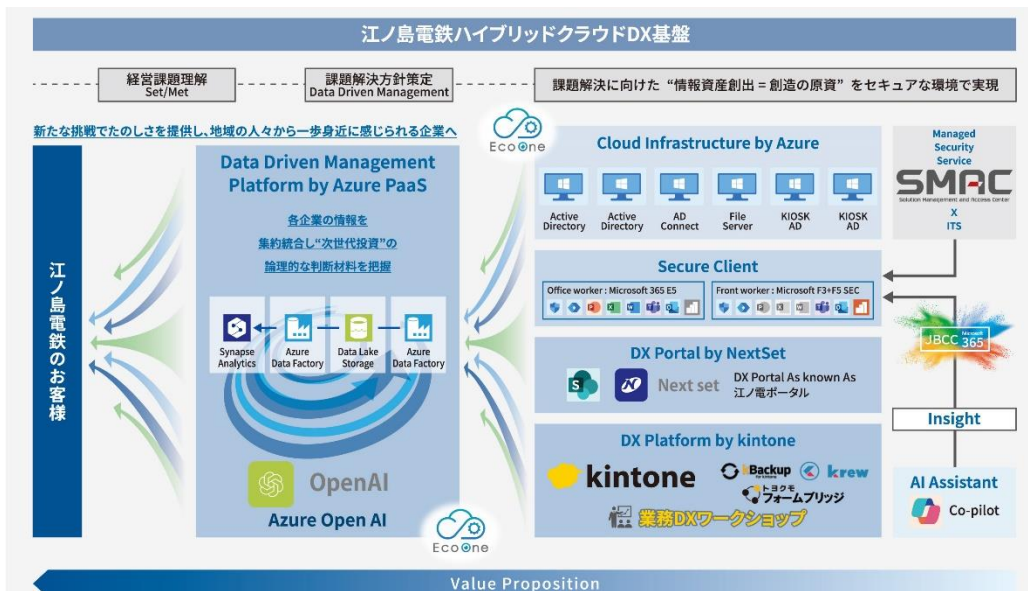 江ノ島電鉄ハイブリッドクラウドDX基盤
経営課題理解
Set/Met
課題解決方針策定
Data Driven Management
課題解決に向けた “情報資産創出 = 創造の原資” をセキュアな環境で実現
新たな挑戦でたのしさを提供し、地域の人々から一歩身近に感じられる企業へ
EcoOne
江ノ島電鉄のお客様
Data Driven Management
Platform by Azure PaaS
各企業の情報を
集約統合し“次世代投資”の
論理的な判断材料を把握
Synapse
Analytics
Azure
Data Factory
Data Lake
Storage
Azure
Data Factory
OpenAI
Azure Open AI
EcoOne
Cloud Infrastructure by Azure
Active
Directory
Active
Directory
AD
Connect
File
Server
KIOSK
AD
KIOSK
AD
Secure Client
Office worker : Microsoft 365 E5
Front worker : Microsoft F3+F5 SEC
DX Portal by NextSet
Next set
DX Portal As known As
江ノ電ポータル
DX Platform by kintone
kintone
kBackup
krew
トヨクモ
フォームブリッジ
業務DXワークショップ
Managed
Security
Service
SMAC
Solution Management and Access Center
X
ITS
JBCC Microsoft 365
Insight
AI Assistant
Co-pilot
Value Proposition